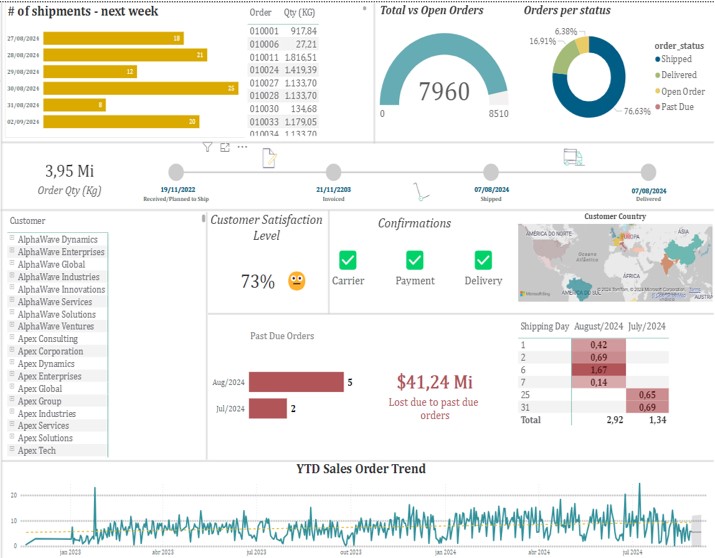 # of shipments - next week
27/08/2024 18
28/08/2024 21
29/08/2024 12
30/08/2024 25
31/08/2024 8
02/09/2024 20
Order Qty (KG)
010001 917,84
010006 27,21
010011 1.816,51
010024 1.419,39
010027 1.133,70
010028 1.133,70
010030 134,68
010033 1.179,05
010034 1.133,70
Total vs Open Orders
7960
0 8510
Orders per status
6.38%
16.91%
76.63%
order_status
Shipped
Delivered
Open Order
Past Due
3,95 Mi
Order Qty (Kg)
19/11/2022
Received/Planned to Ship
21/11/2203
Invoiced
07/08/2024
Shipped
07/08/2024
Delivered
Customer
AlphaWave Dynamics
AlphaWave Enterprises
AlphaWave Global
AlphaWave Industries
AlphaWave Innovations
AlphaWave Services
AlphaWave Solutions
AlphaWave Ventures
Apex Consulting
Apex Corporation
Apex Dynamics
Apex Enterprises
Apex Global
Apex Group
Apex Industries
Apex Services
Apex Solutions
Apex Tech
Customer Satisfaction
Level
73%
Confirmations
Carrier
Payment
Delivery
Customer Country
AMÉRICA DO NORTE
EUROPA
ÁSIA
Oceano
Atlântico
ÁFRICA
AMÉRICA DO SUL
Past Due Orders
Aug/2024 5
Jul/2024 2
$41,24 Mi
Lost due to past due
orders
Shipping Day August/2024 July/2024
1 0,42
2 0,69
6 1,67
7 0,14
25 0,65
31 0,69
Total 2,92 1,34
YTD Sales Order Trend
20
10
0
jan 2023
abr 2023
jul 2023
out 2023
jan 2024
abr 2024
jul 2024